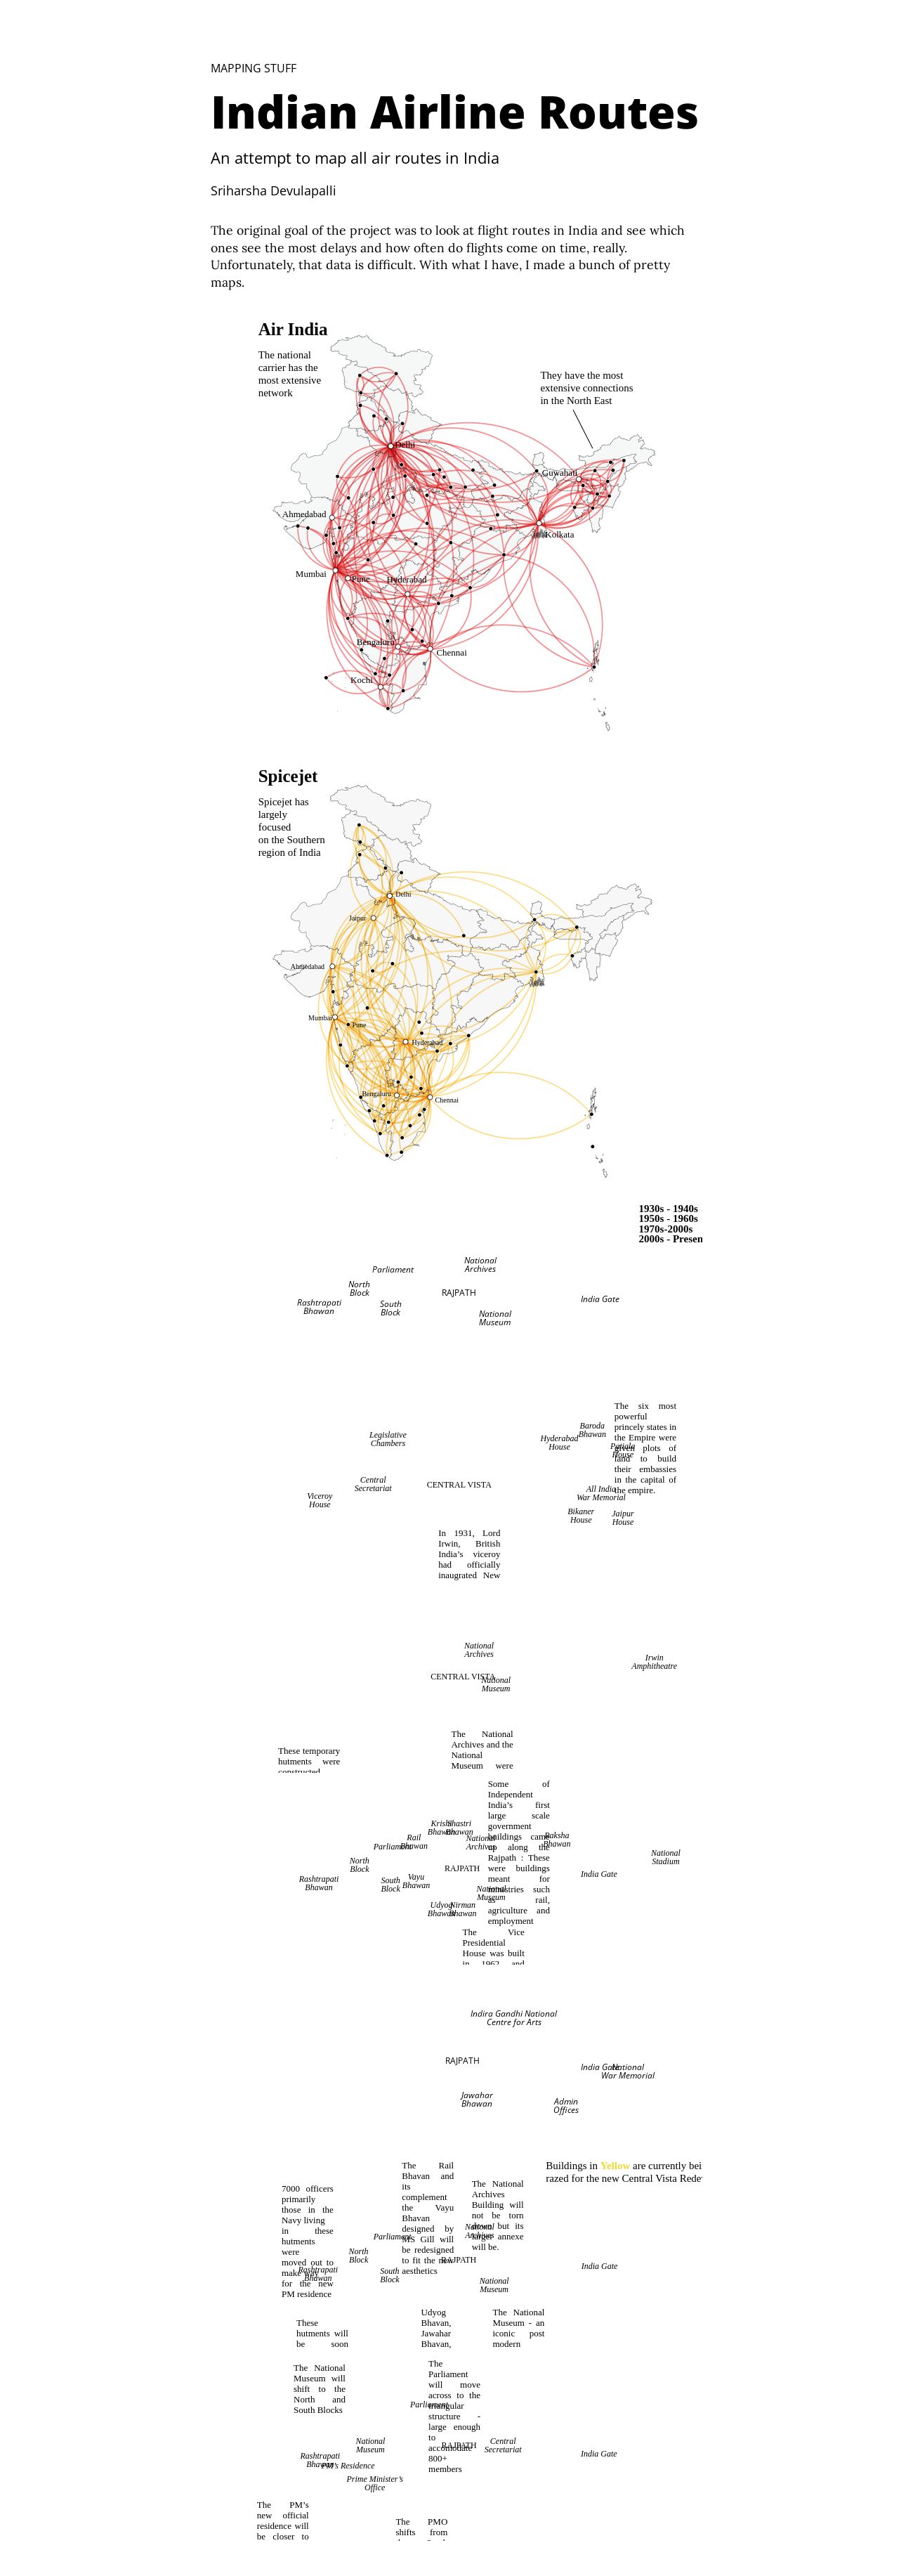 MAPPING STUFF
Indian Airline Routes
An attempt to map all air routes in India
Sriharsha Devulapalli
The original goal of the project was to look at flight routes in India and see which
ones see the most delays and how often do flights come on time, really.
Unfortunately, that data is difficult. With what I have, I made a bunch of pretty
maps.
Air India
The national
carrier has the
most extensive
network
They have the most
extensive connections
in the North East
Delhi
Guwahati
Ahmedabad
Kolkata
Mumbai
Pune
Hyderabad
Bengaluru
Chennai
Kochi
Spicejet
Spicejet has
largely
focused
on the Southern
region of India
Delhi
Jaipur
Ahmedabad
Mumbai
Pune
Hyderabad
Bengaluru
Chennai
1930s - 1940s
1950s - 1960s
1970s-2000s
2000s - Presen
National
Archives
Parliament
North
Block
RAJPATH
Rashtrapati
Bhawan
South
Block
India Gate
National
Museum
The six most
powerful
princely states in
the Empire were
given plots of
land to build
their embassies
in the capital of
the empire.
Baroda
Bhawan
Legislative
Chambers
Hyderabad
House
Patiala
House
Central
Secretariat
CENTRAL VISTA
All India
War Memorial
Viceroy
House
Bikaner
House
Jaipur
House
In 1931, Lord
Irwin, British
India’s viceroy
had officially
inaugrated New
National
Archives
Irwin
Amphitheatre
CENTRAL VISTA
National
Museum
The National
Archives and the
National
Museum were
These temporary
hutments were
constructed
Some of
Independent
India’s first
large scale
government
buildings came
up along the
Rajpath : These
were buildings
meant for
ministries such
as rail,
agriculture and
employment
Krishi
Bhawan
Shastri
Bhawan
Rail
Bhawan
Parliament
National
Archives
Raksha
Bhawan
National
Stadium
North
Block
RAJPATH
India Gate
Rashtrapati
Bhawan
South
Block
Vayu
Bhawan
National
Museum
Udyog
Bhawan
Nirman
Bhawan
The Vice
Presidential
House was built
in 1962 and
Indira Gandhi National
Centre for Arts
RAJPATH
India Gate
National
War Memorial
Jawahar
Bhawan
Admin
Offices
Buildings in Yellow are currently bei
razed for the new Central Vista Rede
The Rail
Bhavan and
its
complement
the Vayu
Bhavan
designed by
MS Gill will
be redesigned
to fit the new
aesthetics
The National
Archives
Building will
not be torn
down but its
larger annexe
will be.
7000 officers
primarily
those in the
Navy living
in these
hutments
were
moved out to
make way
for the new
PM residence
National
Archives
Parliament
North
Block
RAJPATH
India Gate
Rashtrapati
Bhawan
South
Block
National
Museum
These
hutments will
be soon
Udyog
Bhavan,
Jawahar
Bhavan,
The National
Museum - an
iconic post
modern
The National
Museum will
shift to the
North and
South Blocks
The
Parliament
will move
across to the
triangular
structure -
large enough
to
accomodate
800+
members
Parliament
National
Museum
RAJPATH
Central
Secretariat
India Gate
Rashtrapati
Bhawan
PM’s Residence
Prime Minister’s
Office
The PM’s
new official
residence will
be closer to
The PMO
shifts from